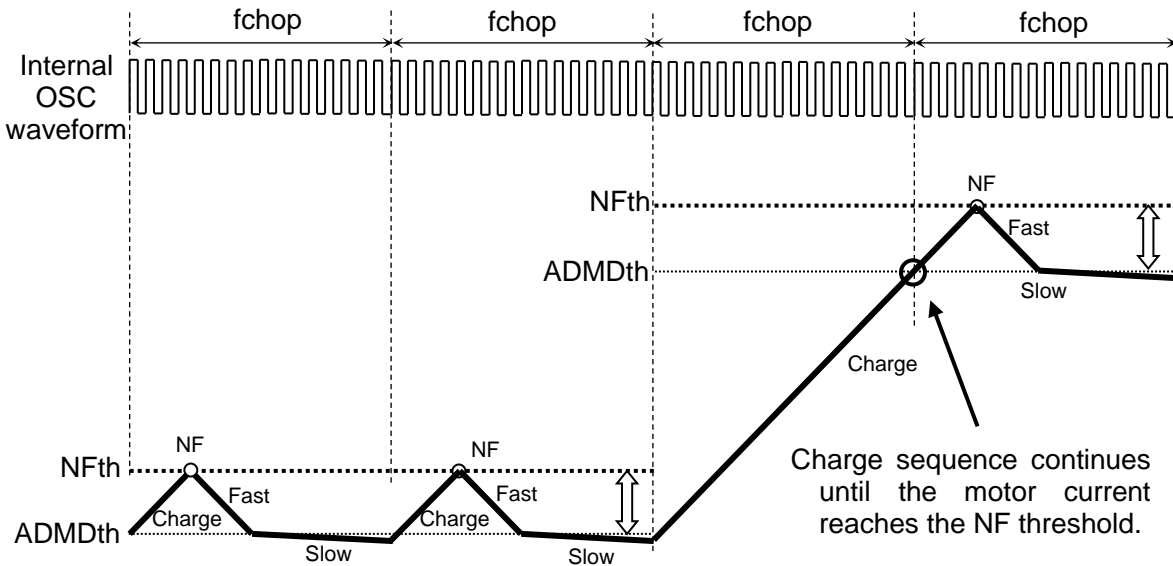 fchop
fchop
fchop
fchop
Internal
OSC
waveform
NF
NFth
Fast
ADMDth
Slow
Charge
NF
NF
NFth
Fast
Fast
Charge
Charge
ADMDth
Slow
Slow
Charge sequence continues
until the motor current
reaches the NF threshold.